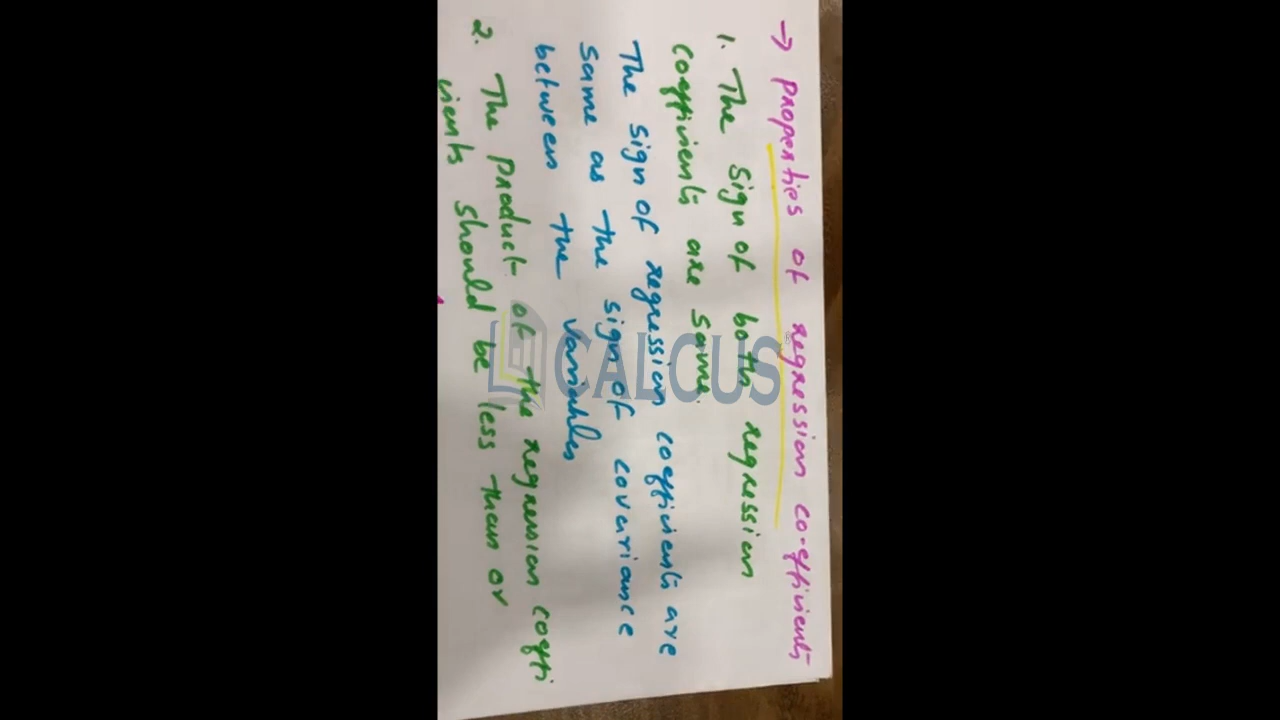 → Properties of regression co-efficients
1. The sign of both regression
coefficients are same.
The sign of regression coefficients are
same as the sign of covariance
between the variables
2. The product of the regression coeffi
cients should be less than or
CALCUS